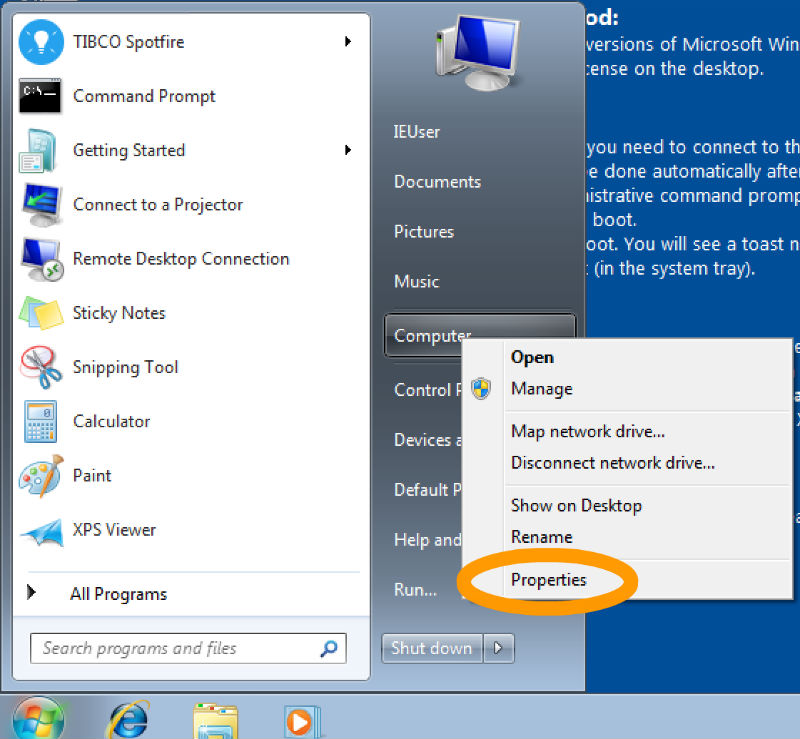 TIBCO Spotfire
Command Prompt
C:\
Getting Started
Connect to a Projector
Remote Desktop Connection
Sticky Notes
Snipping Tool
Calculator
Paint
XPS Viewer
All Programs
Search programs and files
IEUser
Documents
Pictures
Music
Computer
Control
Devices
Default
Help and
Run...
Shut down
Open
Manage
Map network drive...
Disconnect network drive...
Show on Desktop
Rename
Properties
od:
versions of Microsoft Win
cense on the desktop.
you need to connect to th
e done automatically after
nistrative command promp
boot.
oot. You will see a toast n
(in the system tray).